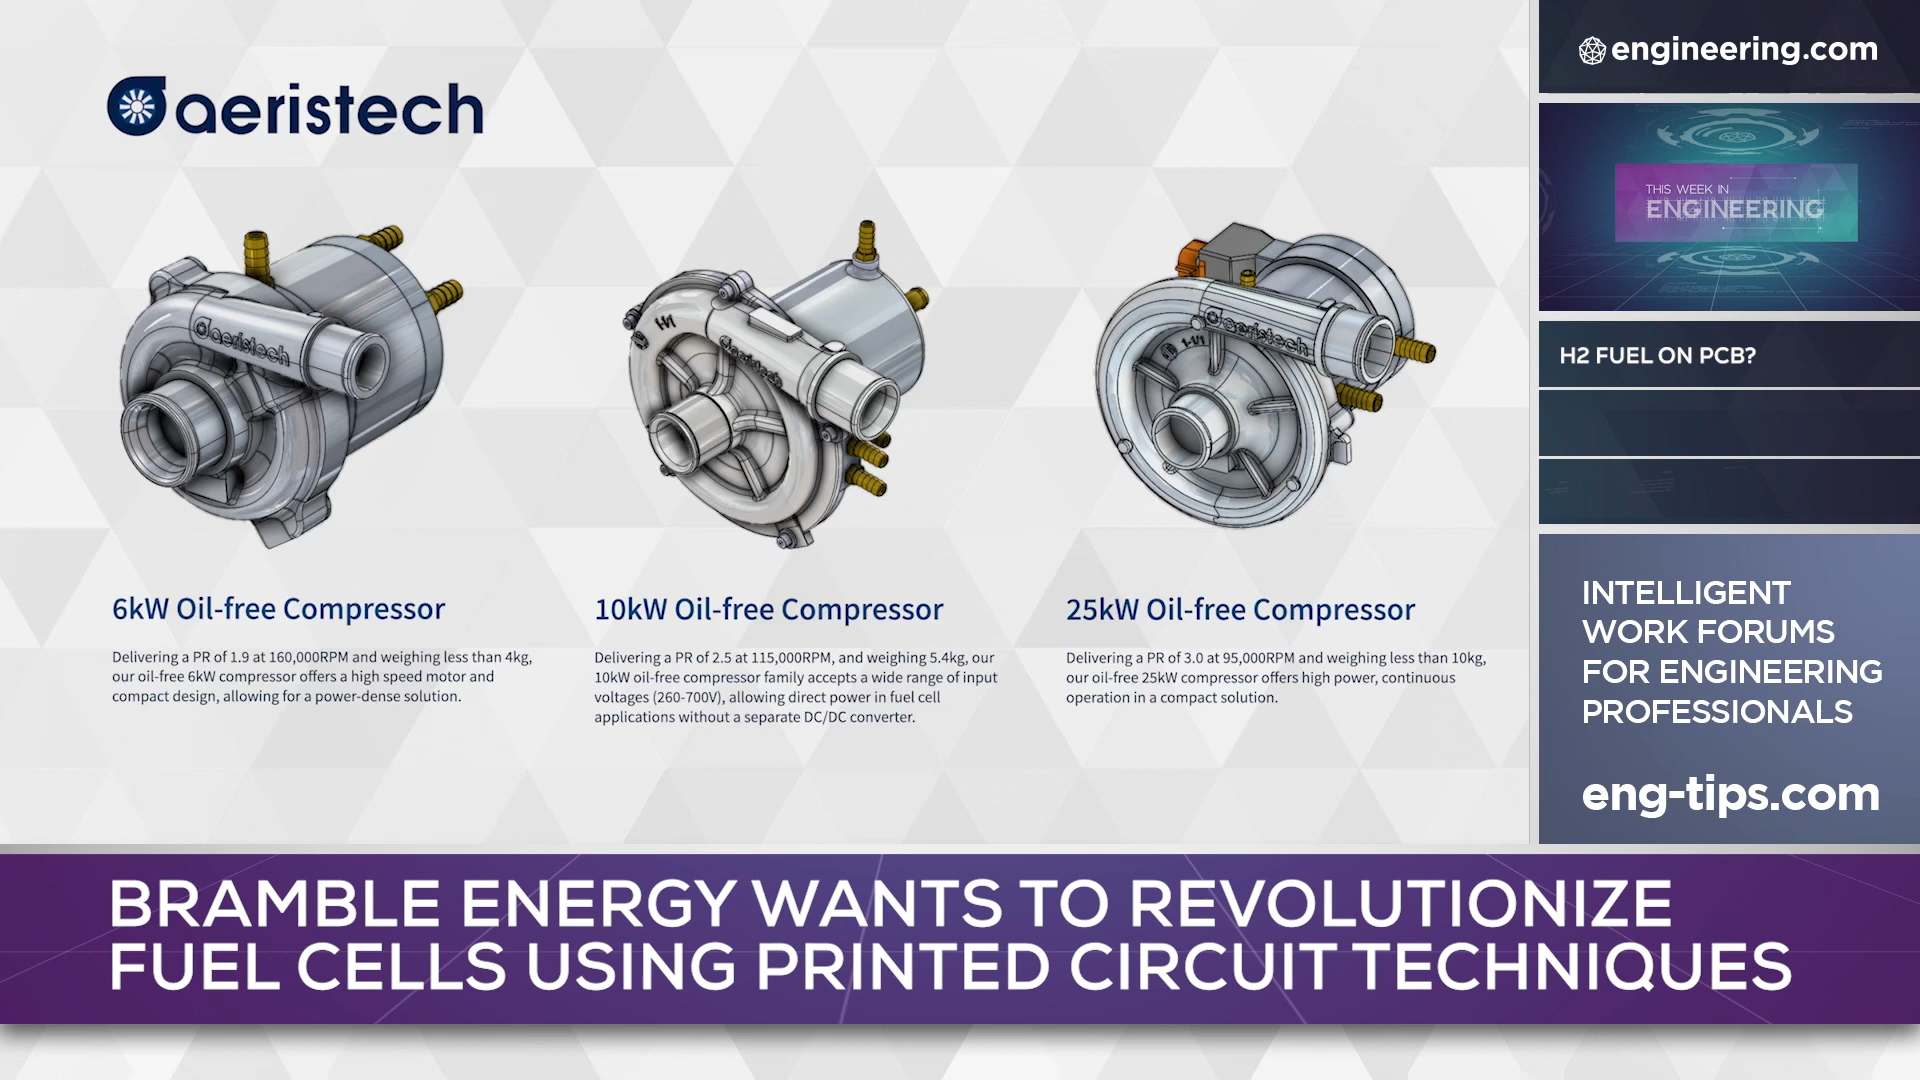 aeristech
aeristech
aeristech
aeristech
6kW Oil-free Compressor
Delivering a PR of 1.9 at 160,000RPM and weighing less than 4kg,
our oil-free 6kW compressor offers a high speed motor and
compact design, allowing for a power-dense solution.
10kW Oil-free Compressor
Delivering a PR of 2.5 at 115,000RPM, and weighing 5.4kg, our
10kW oil-free compressor family accepts a wide range of input
voltages (260-700V), allowing direct power in fuel cell
applications without a separate DC/DC converter.
25kW Oil-free Compressor
Delivering a PR of 3.0 at 95,000RPM and weighing less than 10kg,
our oil-free 25kW compressor offers high power, continuous
operation in a compact solution.
engineering.com
THIS WEEK IN
ENGINEERING
H2 FUEL ON PCB?
INTELLIGENT
WORK FORUMS
FOR ENGINEERING
PROFESSIONALS
eng-tips.com
BRAMBLE ENERGY WANTS TO REVOLUTIONIZE
FUEL CELLS USING PRINTED CIRCUIT TECHNIQUES